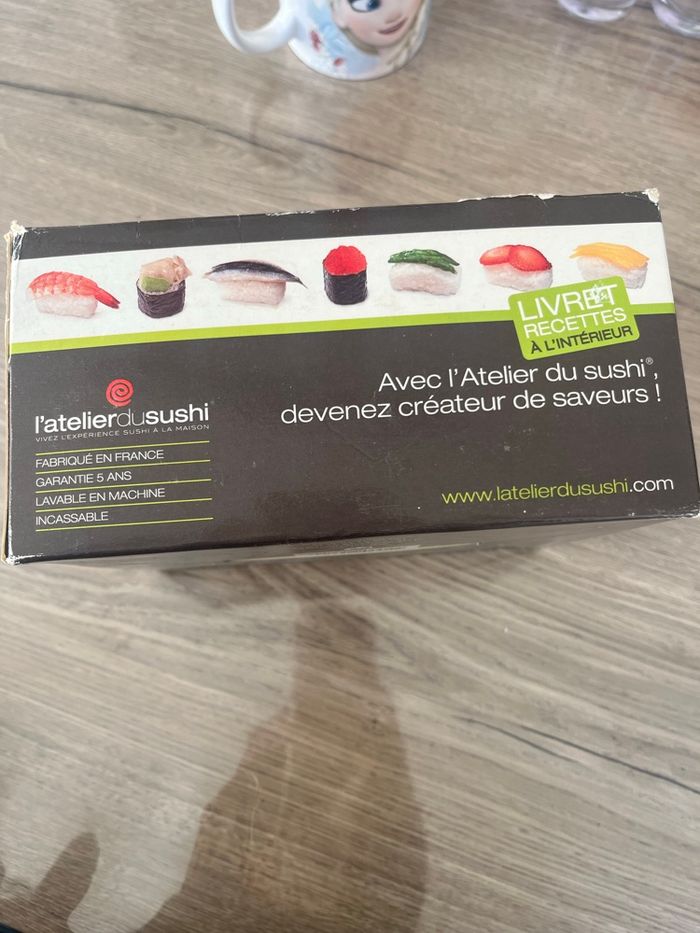 LIVRET
RECETTES
À L'INTÉRIEUR
Avec l'Atelier du sushi®,
devenez créateur de saveurs !
l'atelierdusushi
VIVEZ L'EXPERIENCE SUSHI À LA MAISON
FABRIQUÉ EN FRANCE
GARANTIE 5 ANS
LAVABLE EN MACHINE
INCASSABLE
www.latelierdusushi.com